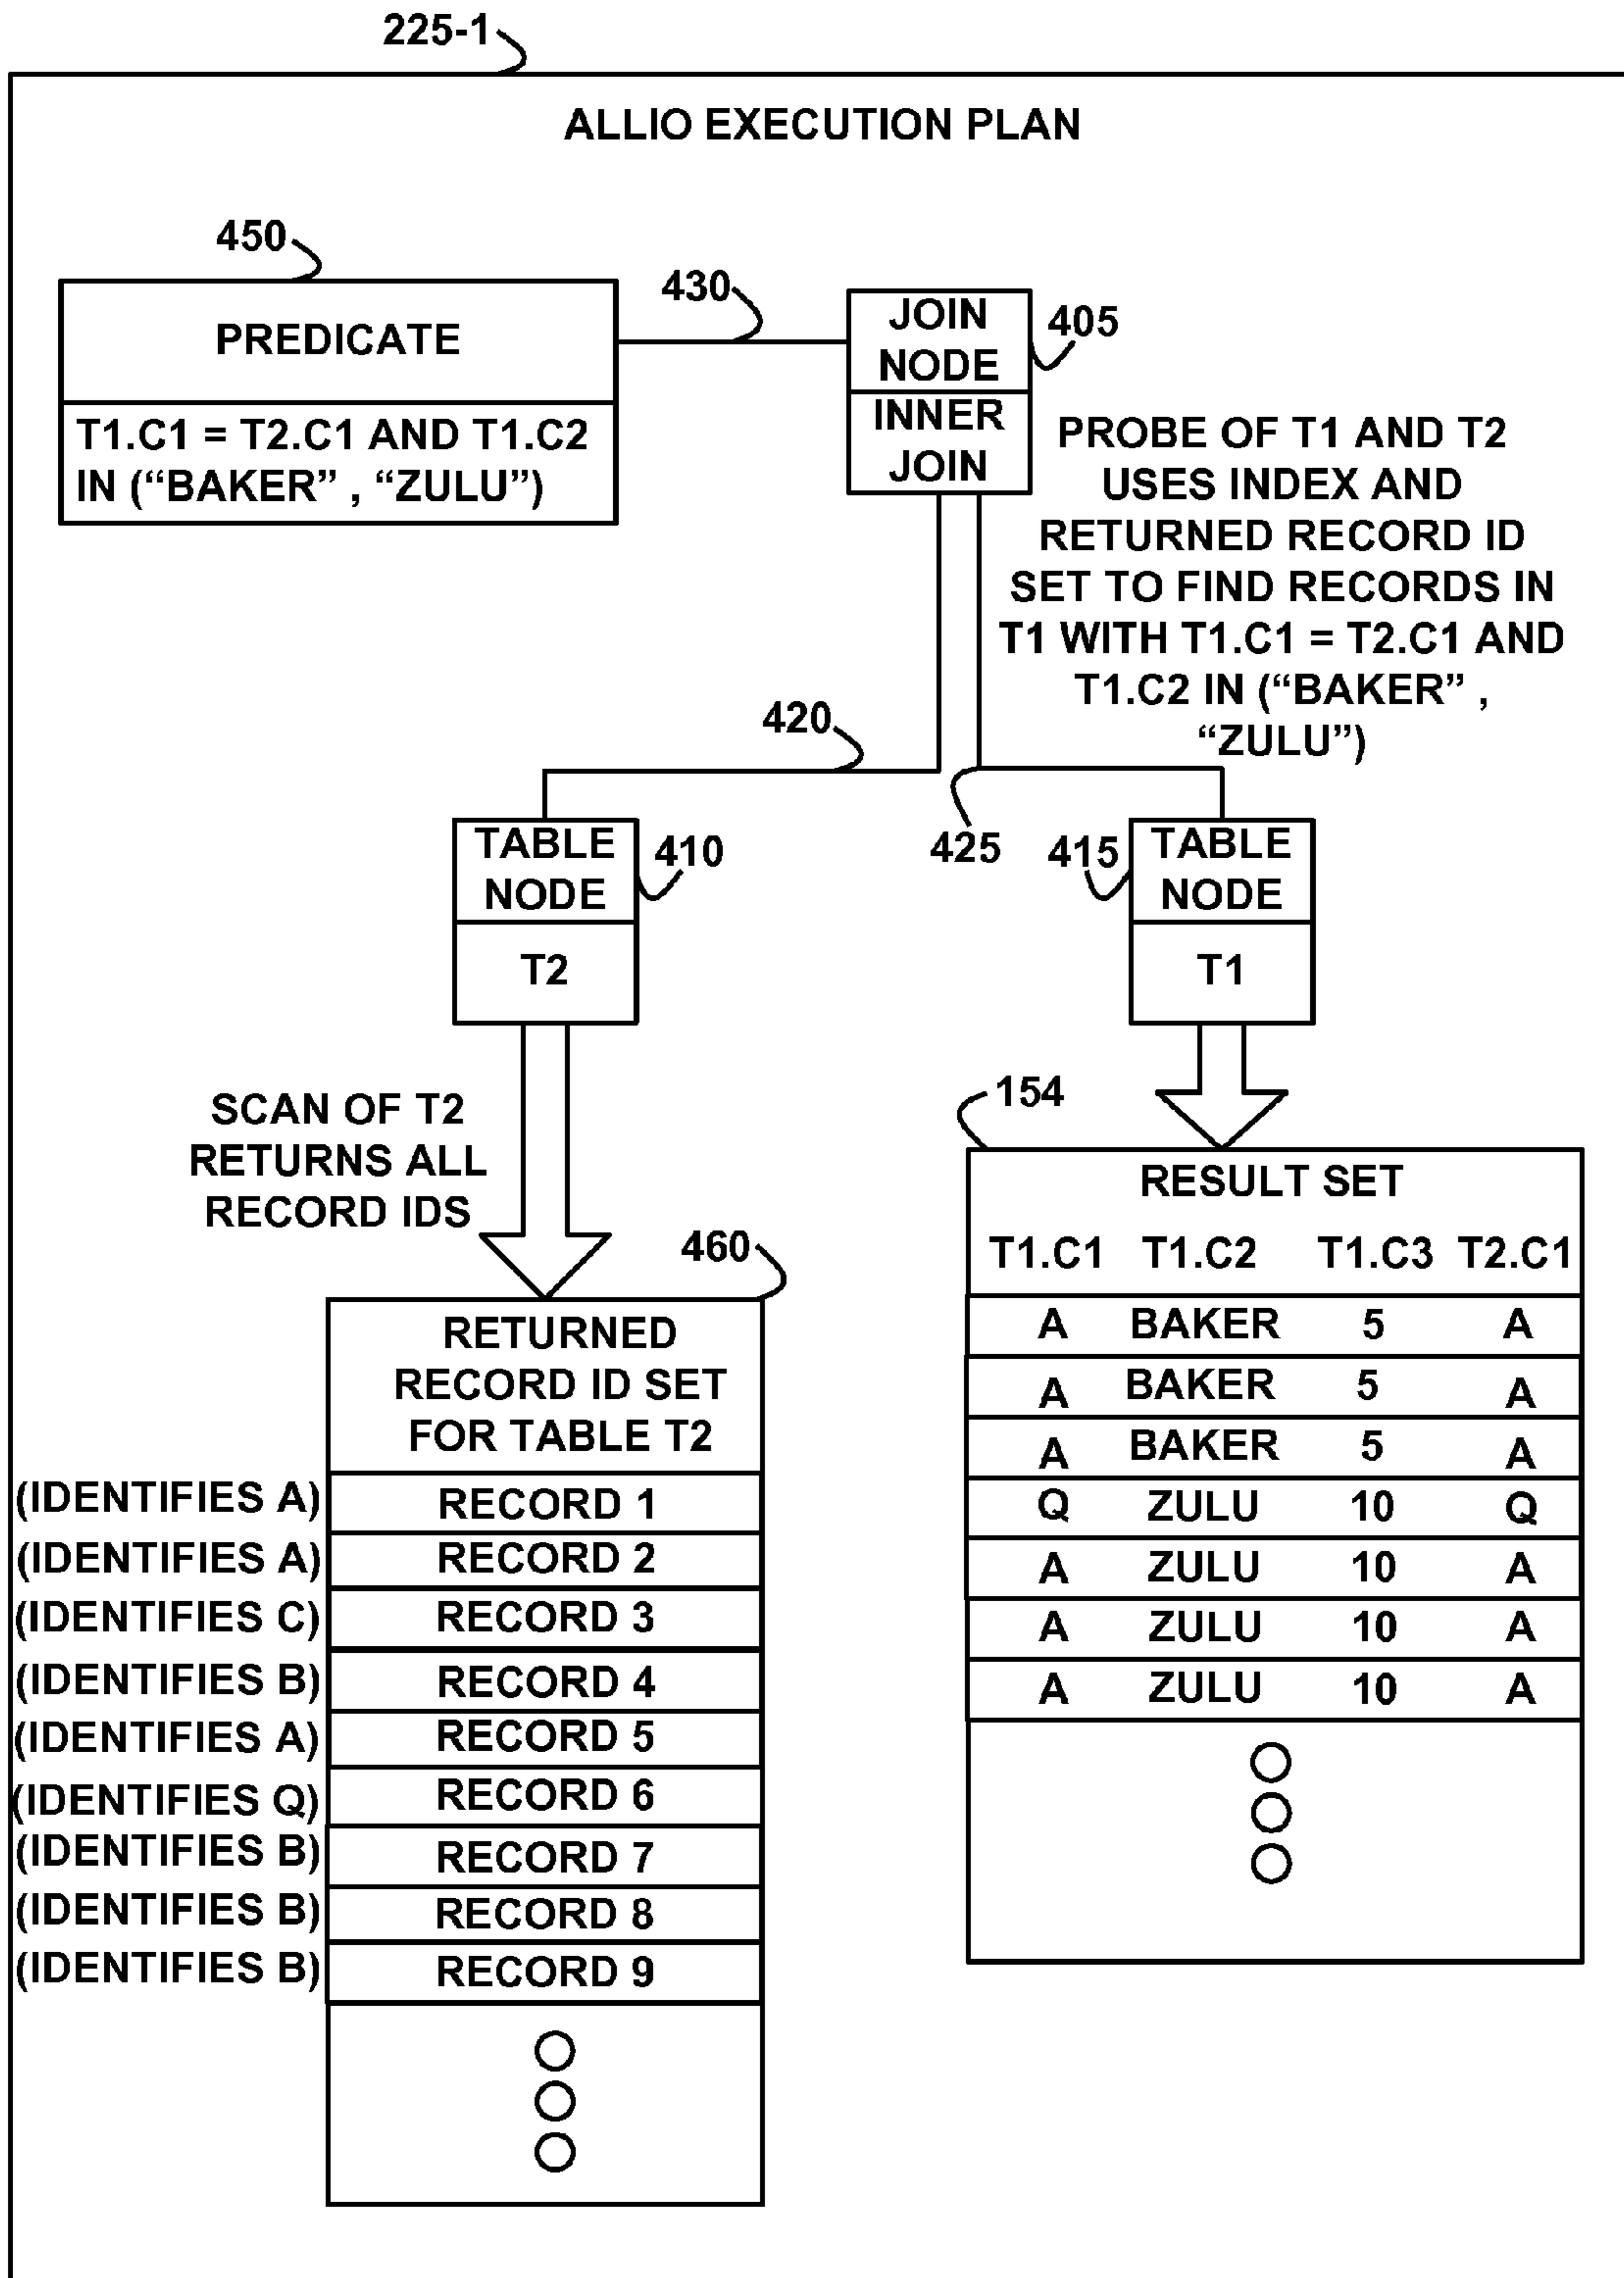 225-1
ALLIO EXECUTION PLAN
450
PREDICATE
T1.C1 = T2.C1 AND T1.C2
IN (“BAKER” , “ZULU”)
430
JOIN
NODE
INNER
JOIN
405
PROBE OF T1 AND T2
USES INDEX AND
RETURNED RECORD ID
SET TO FIND RECORDS IN
T1 WITH T1.C1 = T2.C1 AND
T1.C2 IN (“BAKER” ,
“ZULU”)
420
425
TABLE
NODE
T2
410
415
TABLE
NODE
T1
SCAN OF T2
RETURNS ALL
RECORD IDS
460
RETURNED
RECORD ID SET
FOR TABLE T2
(IDENTIFIES A) RECORD 1
(IDENTIFIES A) RECORD 2
(IDENTIFIES C) RECORD 3
(IDENTIFIES B) RECORD 4
(IDENTIFIES A) RECORD 5
(IDENTIFIES Q) RECORD 6
(IDENTIFIES B) RECORD 7
(IDENTIFIES B) RECORD 8
(IDENTIFIES B) RECORD 9
154
RESULT SET
T1.C1 T1.C2 T1.C3 T2.C1
A BAKER 5 A
A BAKER 5 A
A BAKER 5 A
Q ZULU 10 Q
A ZULU 10 A
A ZULU 10 A
A ZULU 10 A